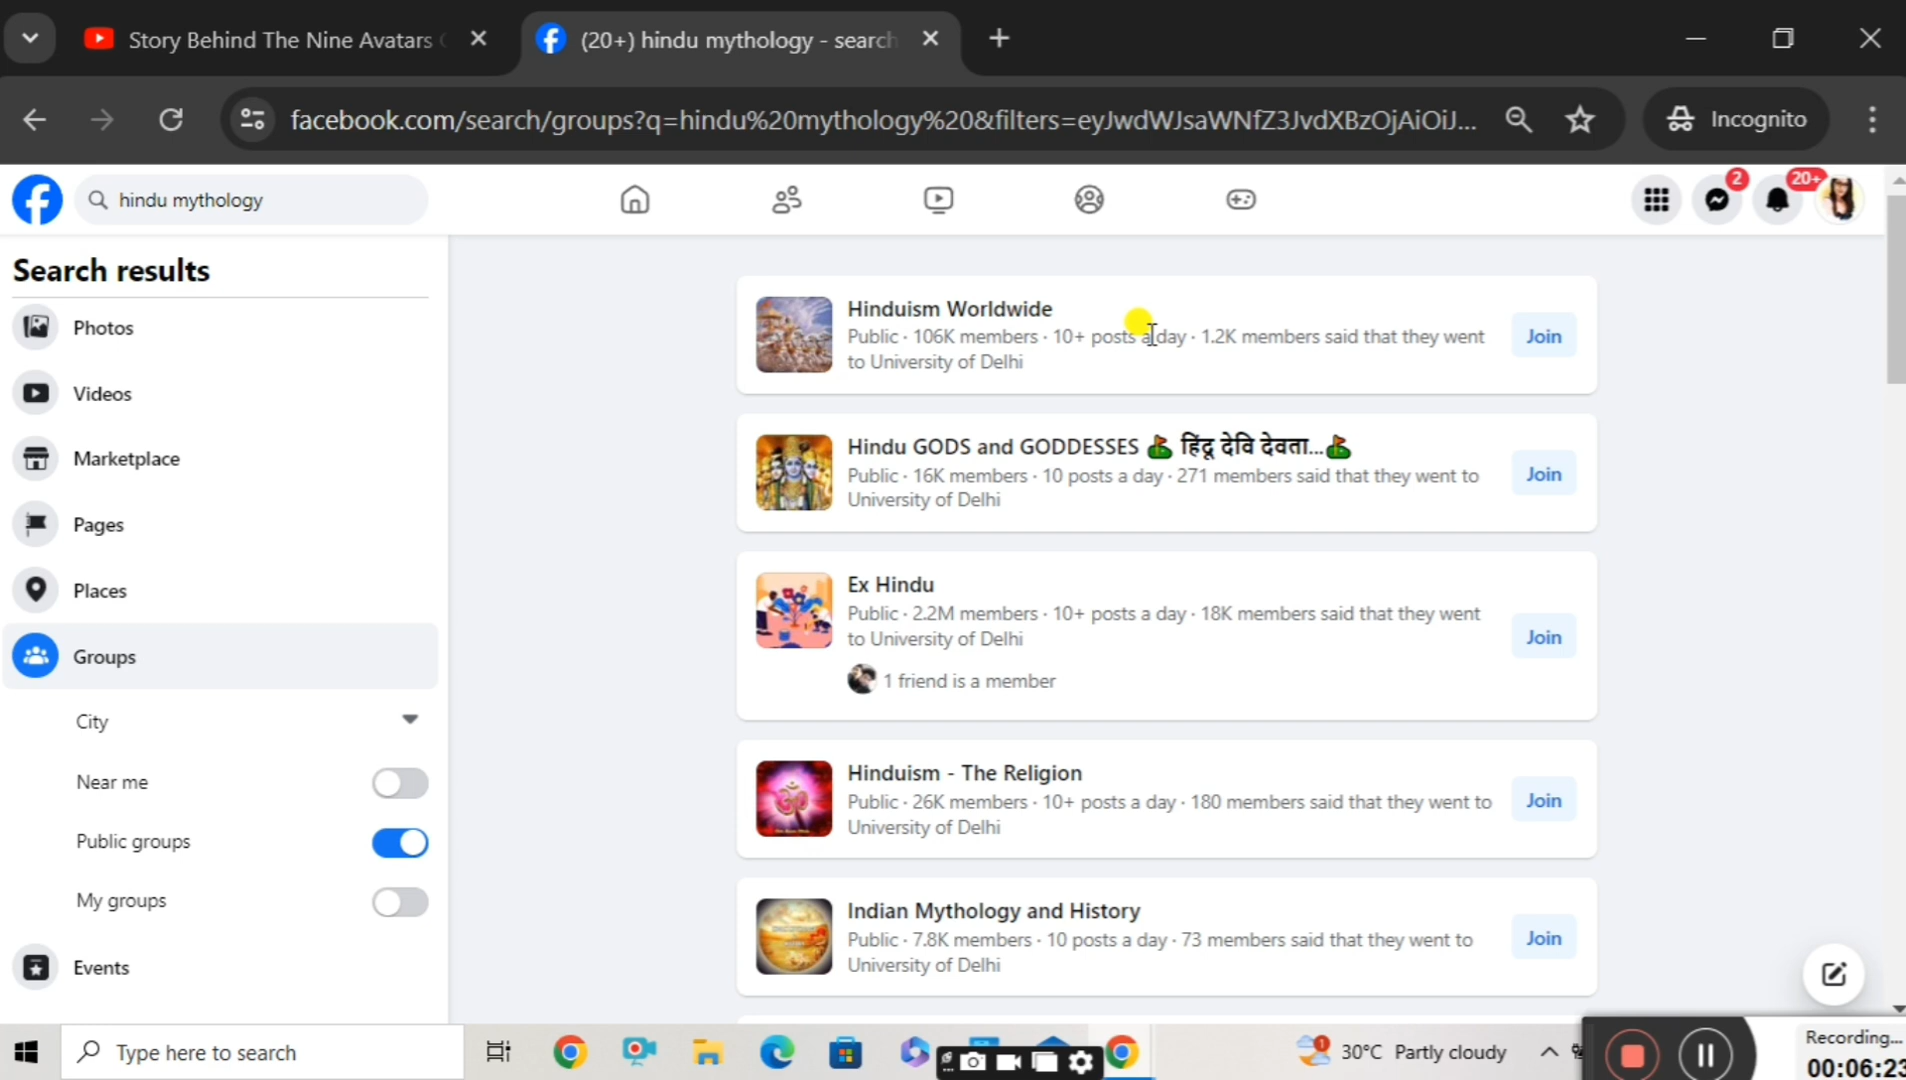 Story Behind The Nine Avatars
(20+) hindu mythology - search
facebook.com/search/groups?q=hindu%20mythology%20&filters=eyJwdWJsaWNfZ3JvdXBzOjAiOiJ...
Incognito
hindu mythology
2
20+
Search results
Photos
Videos
Marketplace
Pages
Places
Groups
City
Near me
Public groups
My groups
Events
Hinduism Worldwide
Public · 106K members · 10+ posts a day · 1.2K members said that they went
to University of Delhi
Join
Hindu GODS and GODDESSES ⛳ हिंदू देवि देवता...⛳
Public · 16K members · 10 posts a day · 271 members said that they went to
University of Delhi
Join
Ex Hindu
Public · 2.2M members · 10+ posts a day · 18K members said that they went
to University of Delhi
1 friend is a member
Join
Hinduism - The Religion
Public · 26K members · 10+ posts a day · 180 members said that they went to
University of Delhi
Join
Indian Mythology and History
Public · 7.8K members · 10 posts a day · 73 members said that they went to
University of Delhi
Join
Type here to search
1
30°C Partly cloudy
Recording...
00:06:23